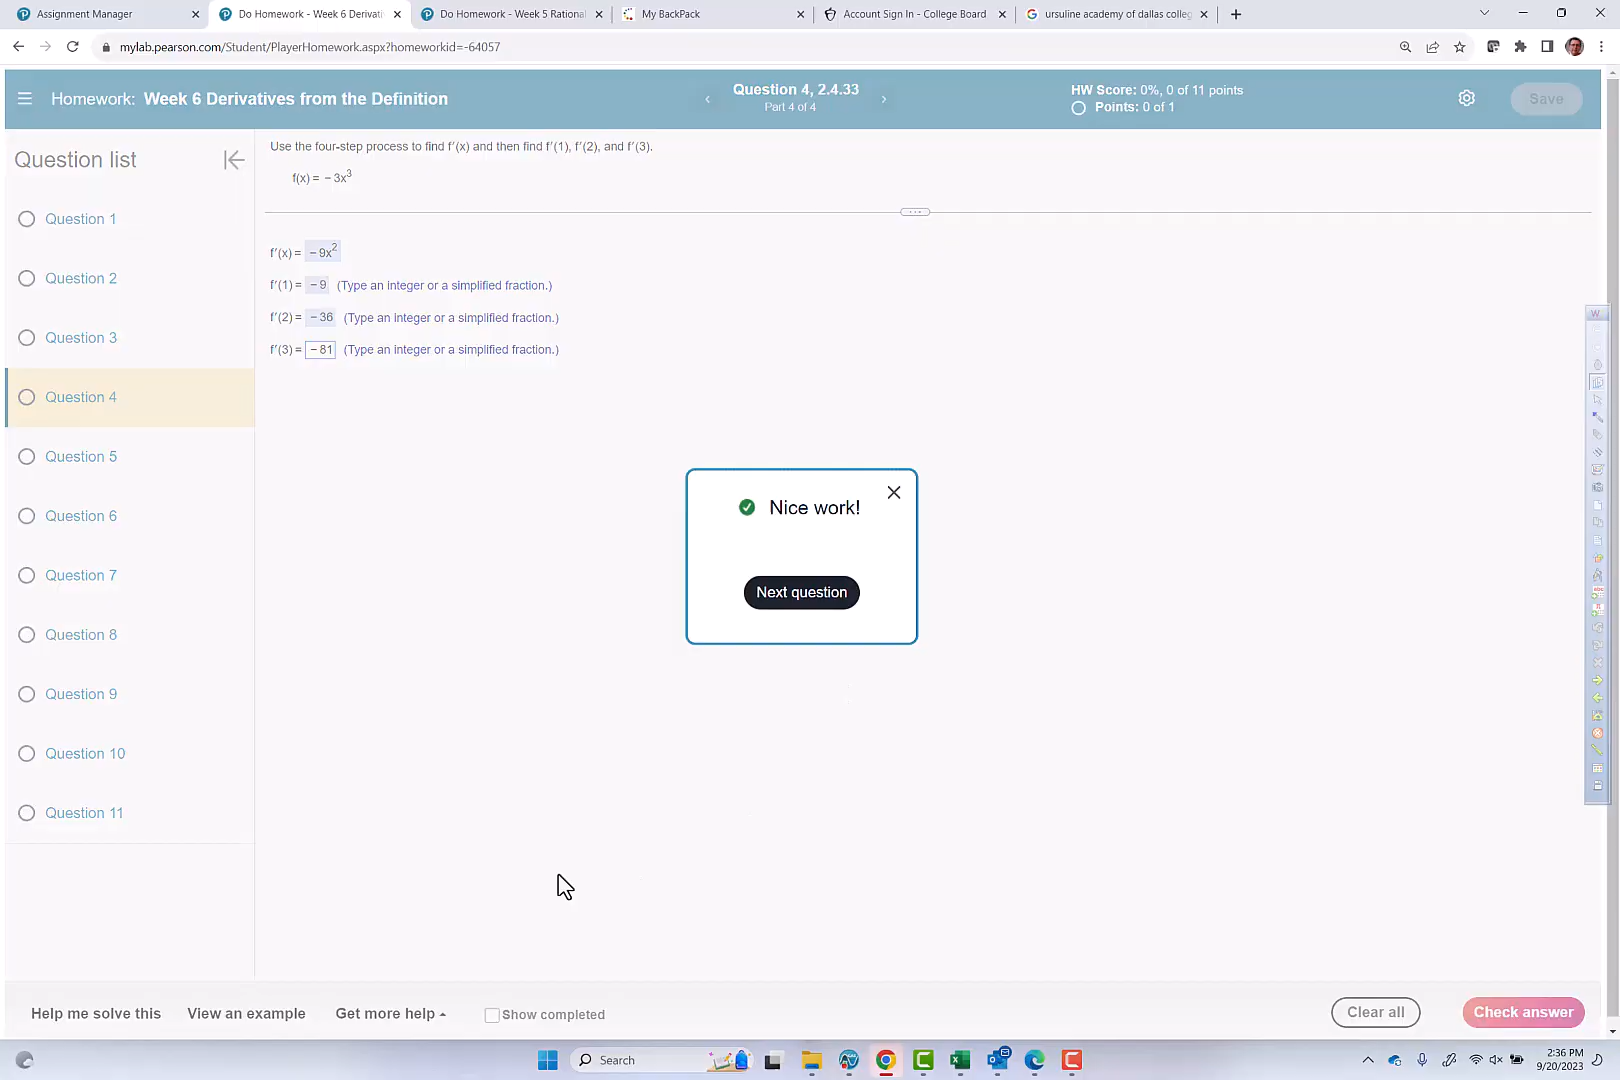 Assignment Manager
Do Homework - Week 6 Derivati
Do Homework - Week 5 Rational
My BackPack
Account Sign In - College Board
ursuline academy of dallas colleg
mylab.pearson.com/Student/PlayerHomework.aspx?homeworkid=-64057
Homework: Week 6 Derivatives from the Definition
Question 4, 2.4.33
Part 4 of 4
HW Score: 0%, 0 of 11 points
Points: 0 of 1
Save
Question list
Question 1
Question 2
Question 3
Question 4
Question 5
Question 6
Question 7
Question 8
Question 9
Question 10
Question 11
Use the four-step process to find f′(x) and then find f′(1), f′(2), and f′(3).
f(x) = −3x³
f′(x) = −9x²
f′(1) = −9 (Type an integer or a simplified fraction.)
f′(2) = −36 (Type an integer or a simplified fraction.)
f′(3) = −81 (Type an integer or a simplified fraction.)
Nice work!
Next question
Help me solve this
View an example
Get more help
Show completed
Clear all
Check answer
Search
2:36 PM
9/20/2023